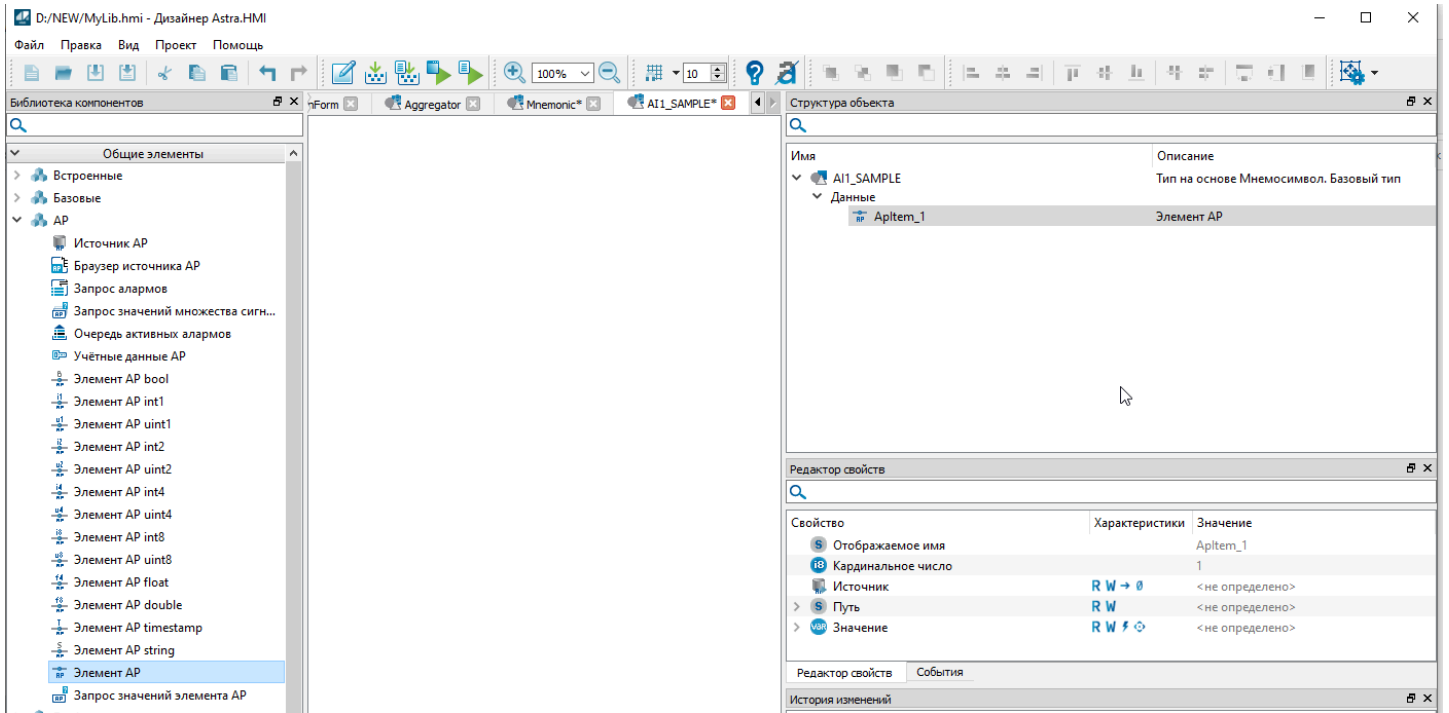 D:/NEW/MyLib.hmi - Дизайнер Astra.HMI
Файл Правка Вид Проект Помощь
100% 10
Библиотека компонентов
Общие элементы
Встроенные
Базовые
AP
Источник AP
Браузер источника AP
Запрос алармов
Запрос значений множества сигн...
Очередь активных алармов
Учётные данные AP
Элемент AP bool
Элемент AP int1
Элемент AP uint1
Элемент AP int2
Элемент AP uint2
Элемент AP int4
Элемент AP uint4
Элемент AP int8
Элемент AP uint8
Элемент AP float
Элемент AP double
Элемент AP timestamp
Элемент AP string
Элемент AP
Запрос значений элемента AP
nForm Aggregator Mnemonic* AI1_SAMPLE*
Структура объекта
Имя Описание
AI1_SAMPLE Тип на основе Мнемосимвол. Базовый тип
Данные
ApItem_1 Элемент AP
Редактор свойств
Свойство Характеристики Значение
S Отображаемое имя ApItem_1
i8 Кардинальное число 1
Источник R W → ø <не определено>
S Путь R W <не определено>
var Значение R W <не определено>
Редактор свойств События
История изменений